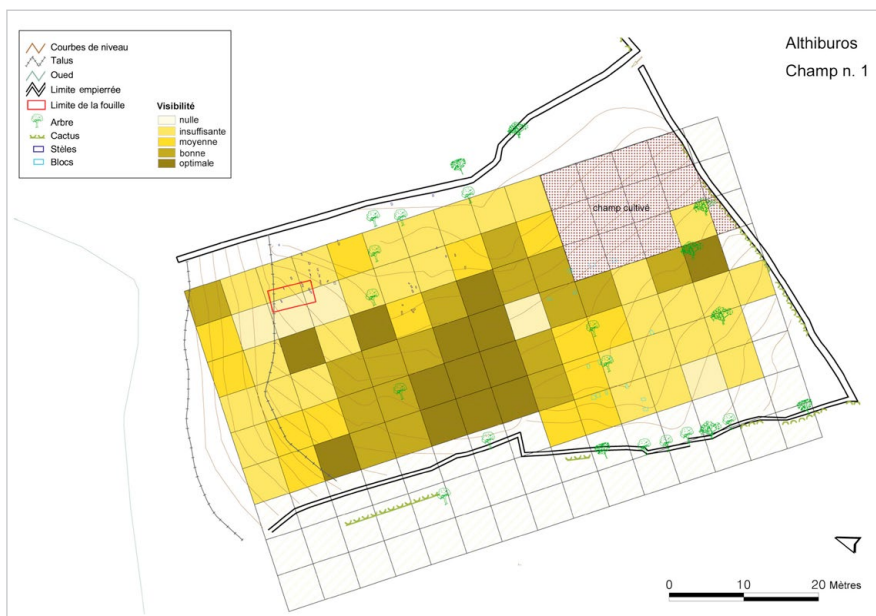 Courbes de niveau
Talus
Oued
Limite empierrée
Limite de la fouille
Arbre
Cactus
Stèles
Blocs
Visibilité
nulle
insuffisante
moyenne
bonne
optimale
Althiburos
Champ n. 1
champ cultivé
0 10 20 Mètres